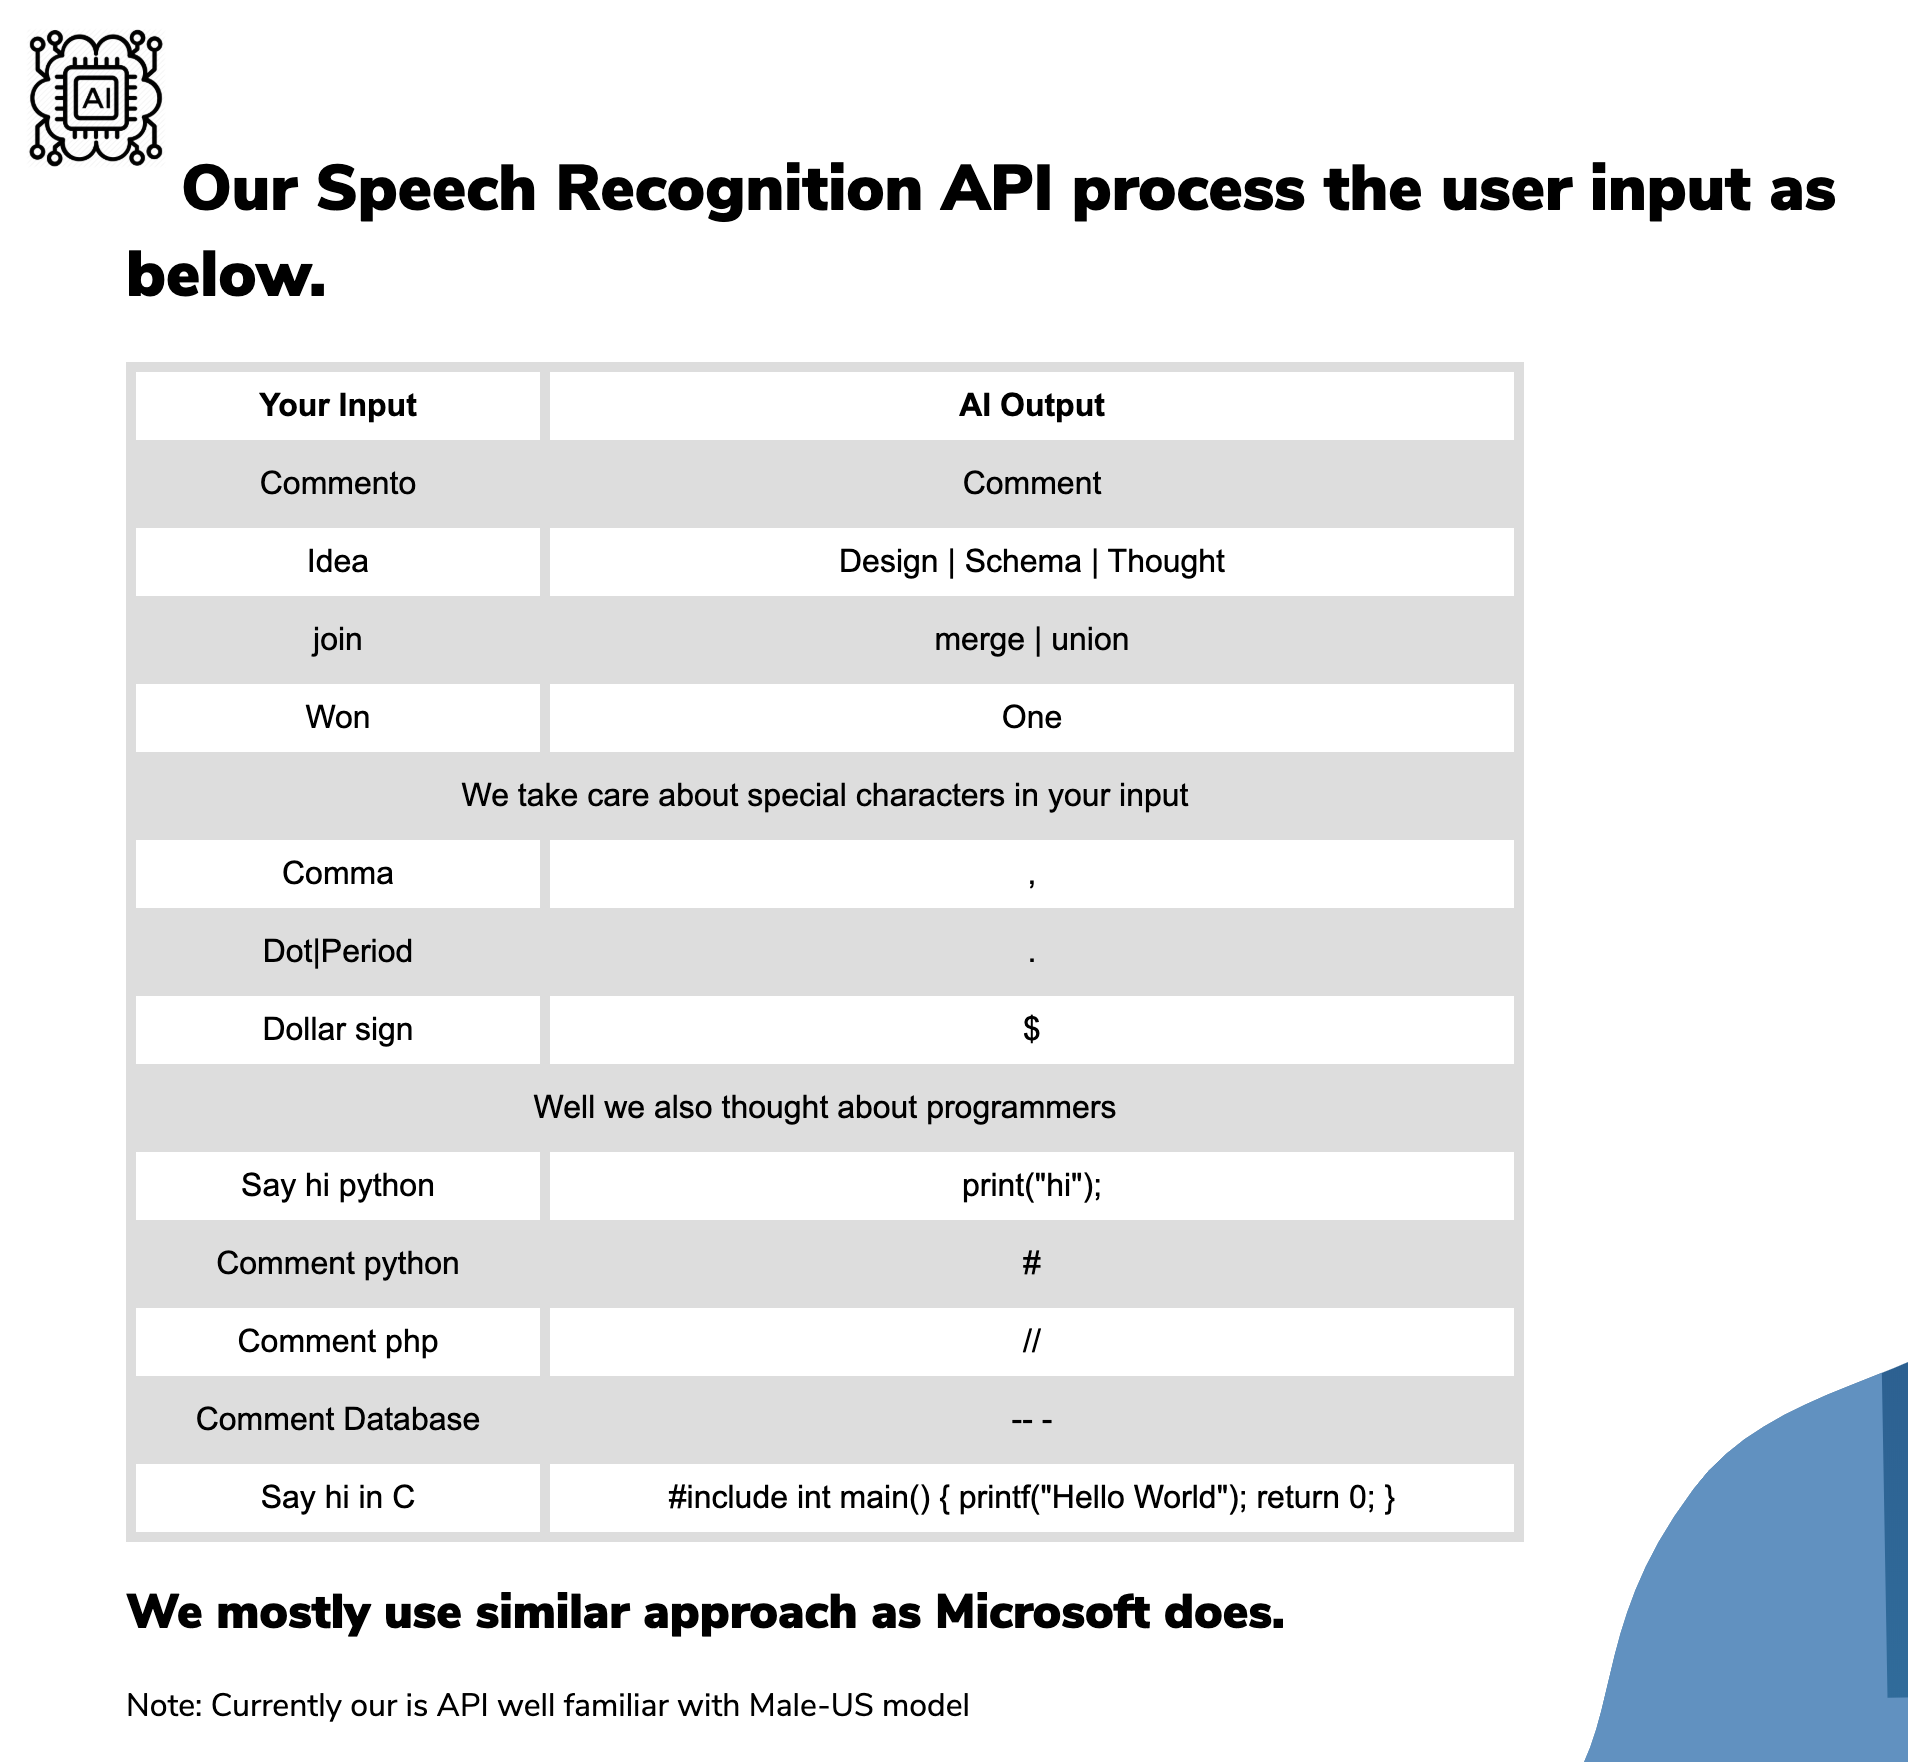 AI
Our Speech Recognition API process the user input as
below.
Your Input AI Output
Commento Comment
Idea Design | Schema | Thought
join merge | union
Won One
We take care about special characters in your input
Comma ,
Dot|Period .
Dollar sign $
Well we also thought about programmers
Say hi python print("hi");
Comment python #
Comment php //
Comment Database -- -
Say hi in C #include int main() { printf("Hello World"); return 0; }
We mostly use similar approach as Microsoft does.
Note: Currently our is API well familiar with Male-US model